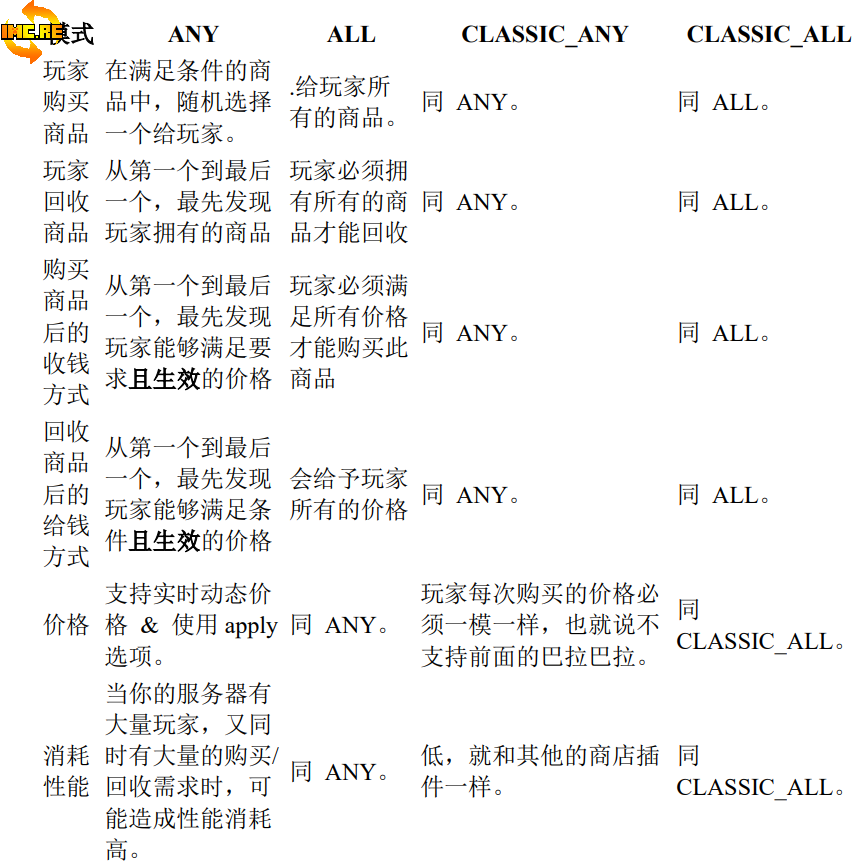 IMC.RE
模式 ANY ALL CLASSIC_ANY CLASSIC_ALL
玩家
购买
商品
在满足条件的商
品中，随机选择
一个给玩家。
.给玩家所
有的商品。
同 ANY。
同 ALL。
玩家
回收
商品
从第一个到最后
一个，最先发现
玩家拥有的商品
玩家必须拥
有所有的商
品才能回收
同 ANY。
同 ALL。
购买
商品
后的
收钱
方式
从第一个到最后
一个，最先发现
玩家能够满足要
求且生效的价格
玩家必须满
足所有价格
才能购买此
商品
同 ANY。
同 ALL。
回收
商品
后的
给钱
方式
从第一个到最后
一个，最先发现
玩家能够满足条
件且生效的价格
会给予玩家
所有的价格
同 ANY。
同 ALL。
价格
支持实时动态价
格 & 使用 apply
选项。
同 ANY。
玩家每次购买的价格必
须一模一样，也就说不
支持前面的巴拉巴拉。
同
CLASSIC_ALL。
消耗
性能
当你的服务器有
大量玩家，又同
时有大量的购买/
回收需求时，可
能造成性能消耗
高。
同 ANY。
低，就和其他的商店插
件一样。
同
CLASSIC_ALL。